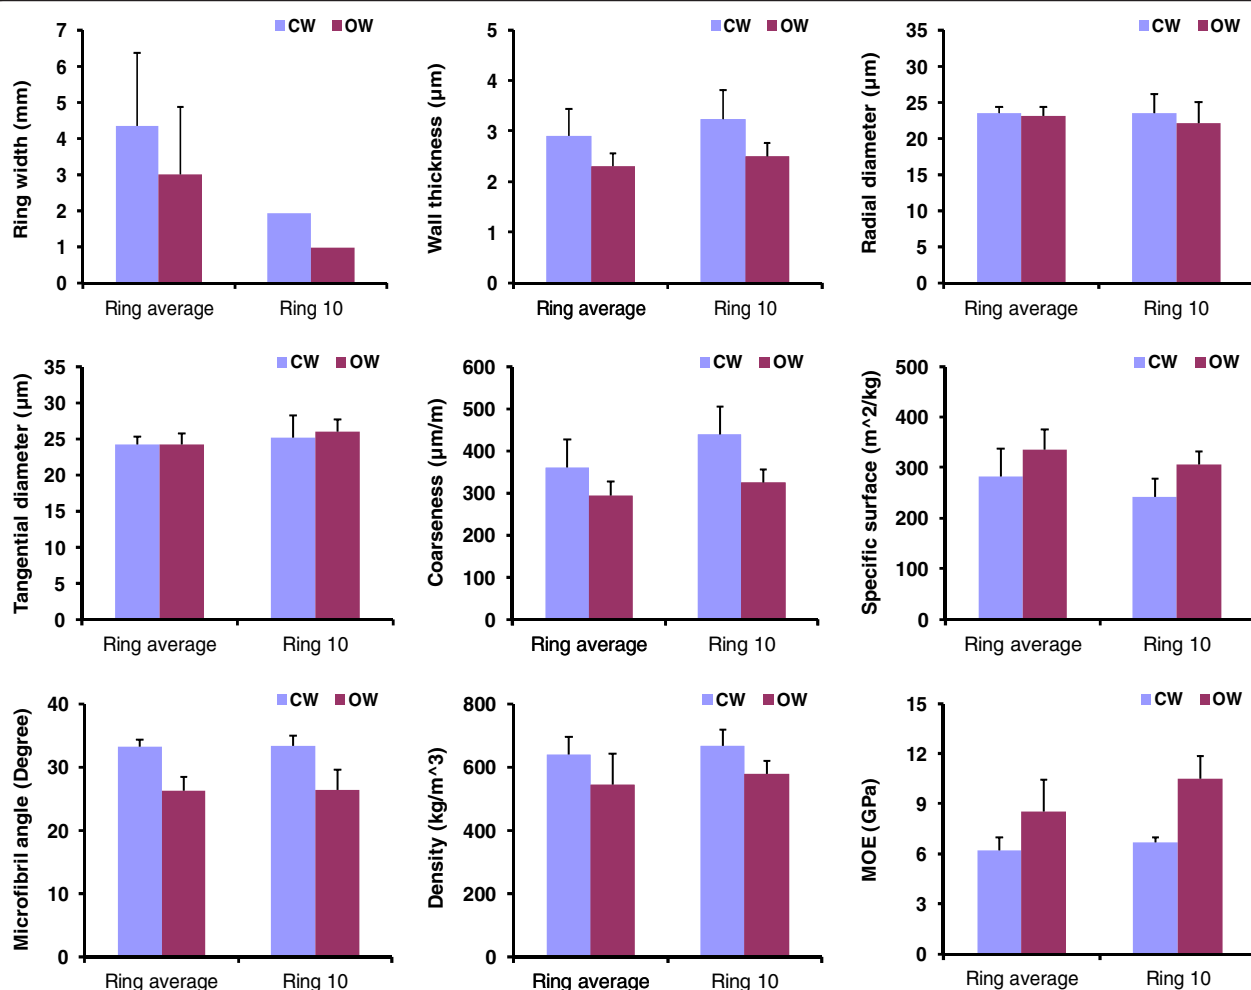 CW OW
Ring width (mm)
7
6
5
4
3
2
1
0
Ring average Ring 10
CW OW
Wall thickness (µm)
5
4
3
2
1
0
Ring average Ring 10
CW OW
Radial diameter (µm)
35
30
25
20
15
10
5
0
Ring average Ring 10
CW OW
Tangential diameter (µm)
35
30
25
20
15
10
5
0
Ring average Ring 10
CW OW
Coarseness (µm/m)
600
500
400
300
200
100
0
Ring average Ring 10
CW OW
Specific surface (m^2/kg)
500
400
300
200
100
0
Ring average Ring 10
CW OW
Microfibril angle (Degree)
40
30
20
10
0
Ring average Ring 10
CW OW
Density (kg/m^3)
800
600
400
200
0
Ring average Ring 10
CW OW
MOE (GPa)
15
12
9
6
3
0
Ring average Ring 10